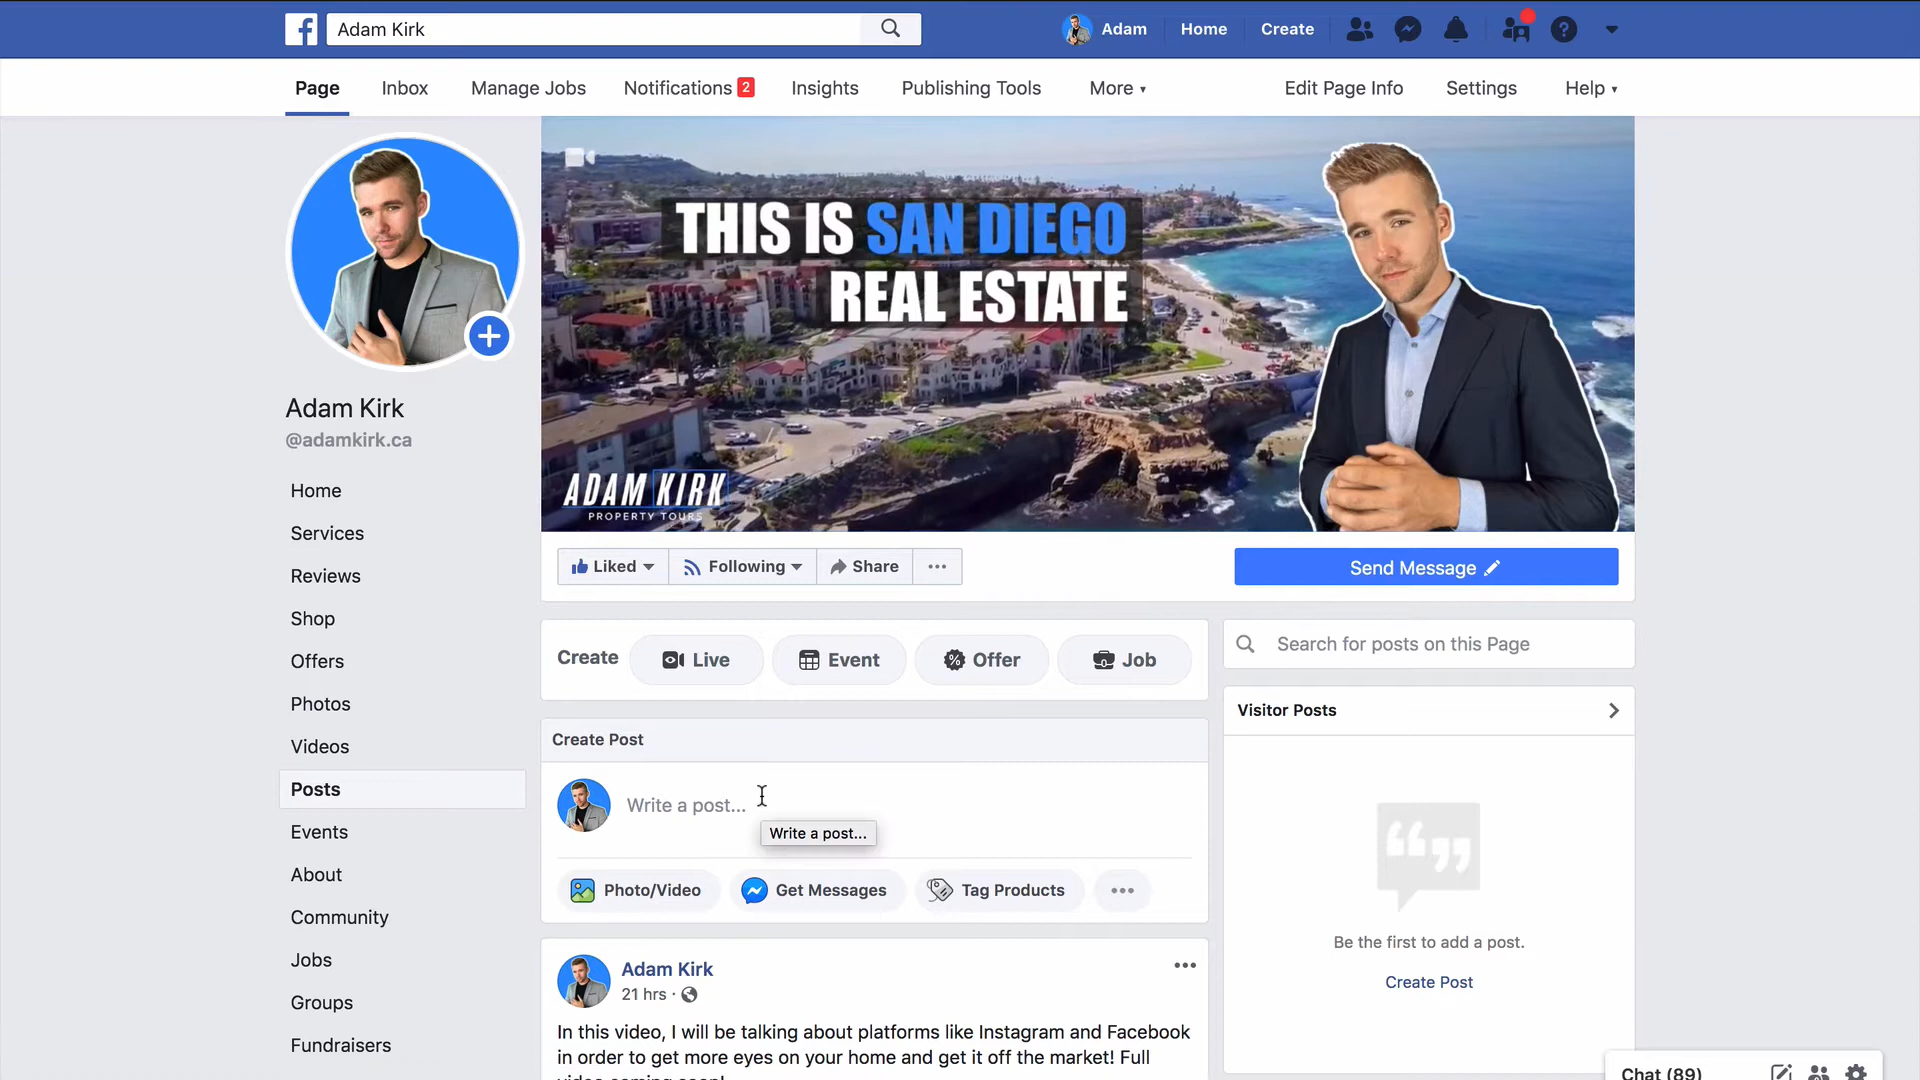 Adam Kirk
Adam
Home
Create
Page
Inbox
Manage Jobs
Notifications 2
Insights
Publishing Tools
More
Edit Page Info
Settings
Help
THIS IS SAN DIEGO
REAL ESTATE
ADAM KIRK
PROPERTY TOURS
Adam Kirk
@adamkirk.ca
Home
Services
Reviews
Shop
Offers
Photos
Videos
Posts
Events
About
Community
Jobs
Groups
Fundraisers
Liked
Following
Share
Send Message
Create
Live
Event
Offer
Job
Create Post
Write a post...
Write a post...
Photo/Video
Get Messages
Tag Products
Adam Kirk
21 hrs ·
In this video, I will be talking about platforms like Instagram and Facebook
in order to get more eyes on your home and get it off the market! Full
video coming soon!
Search for posts on this Page
Visitor Posts
Be the first to add a post.
Create Post
Chat (89)